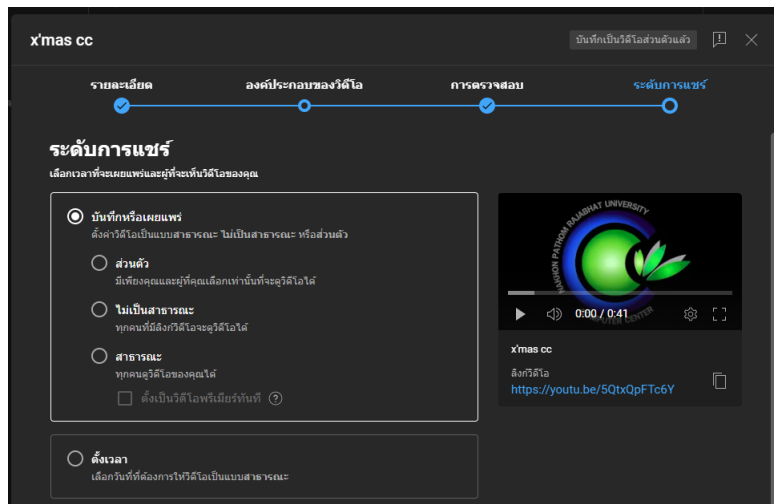 x'mas cc
บันทึกเป็นวิดีโอส่วนตัวแล้ว
รายละเอียด
องค์ประกอบของวิดีโอ
การตรวจสอบ
ระดับการแชร์
ระดับการแชร์
เลือกเวลาที่จะเผยแพร่และผู้ที่จะเห็นวิดีโอของคุณ
บันทึกหรือเผยแพร่
ตั้งค่าวิดีโอเป็นแบบสาธารณะ ไม่เป็นสาธารณะ หรือส่วนตัว
ส่วนตัว
มีเพียงคุณและผู้ที่คุณเลือกเท่านั้นที่จะดูวิดีโอได้
ไม่เป็นสาธารณะ
ทุกคนที่มีลิงก์วิดีโอจะดูวิดีโอได้
สาธารณะ
ทุกคนดูวิดีโอของคุณได้
ตั้งเป็นวิดีโอพรีเมียร์ทันที
ตั้งเวลา
เลือกวันที่ที่ต้องการให้วิดีโอเป็นแบบสาธารณะ
NAKHON PATHOM RAJABHAT UNIVERSITY
CENTER
0:00 / 0:41
x'mas cc
ลิงก์วิดีโอ
https://youtu.be/5QtxQpFTc6Y